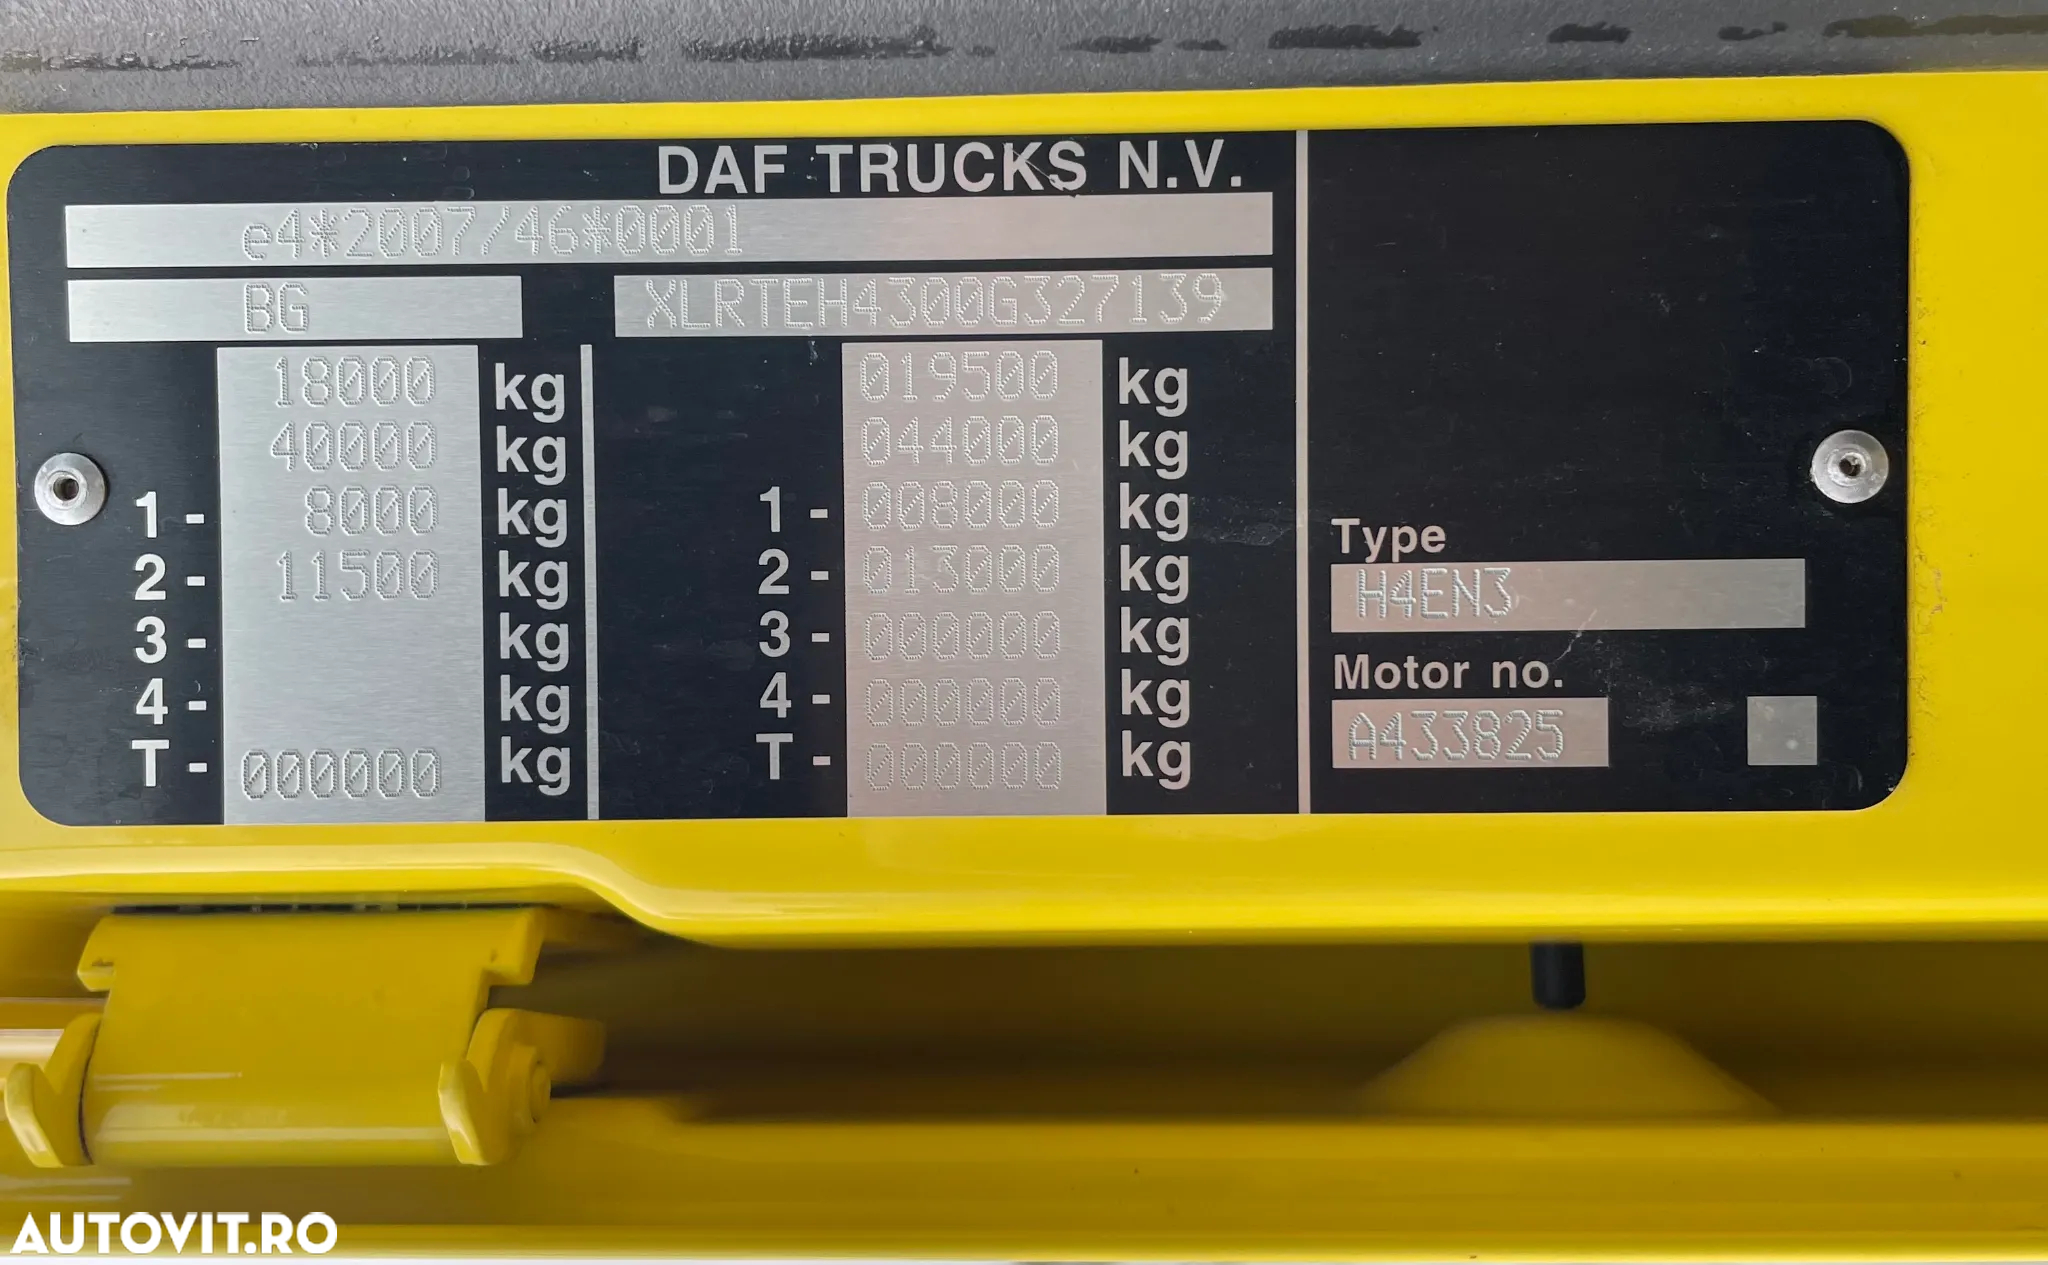 DAF TRUCKS N.V.
e4*2007/46*0001
BG XLRTEH4300G327139
18000 kg 019500 kg
40000 kg 044000 kg
1- 8000 kg 1- 008000 kg
2- 11500 kg 2- 013000 kg
3- kg 3- 000000 kg
4- kg 4- 000000 kg
T- 000000 kg T- 000000 kg
Type
H4EN3
Motor no.
A433825
AUTOVIT.RO